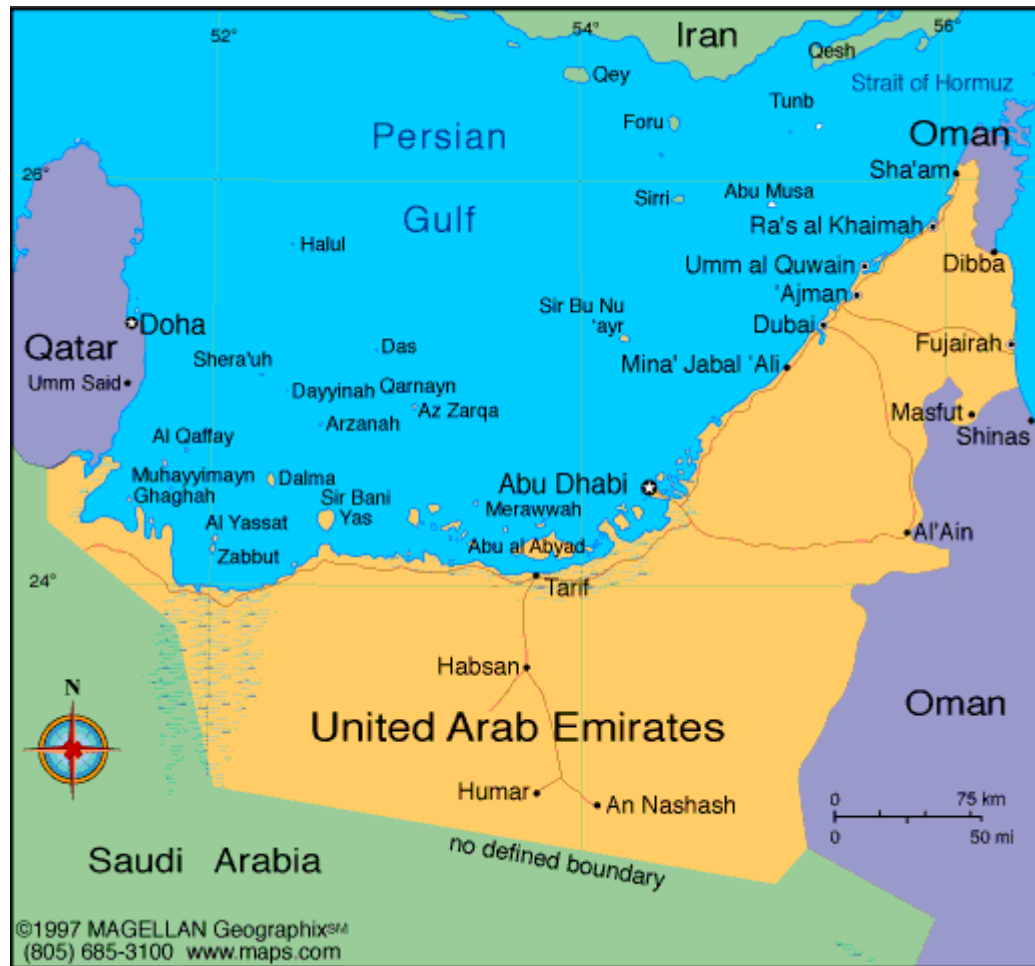 52°
54°
56°
Iran
Qesh
Qey
Strait of Hormuz
Tunb
Foru
Persian
Oman
26°
Sha'am
Sirri
Abu Musa
Gulf
Ra's al Khaimah
Halul
Umm al Quwain
Dibba
'Ajman
Sir Bu Nu
'ayr
Doha
Dubai
Qatar
Das
Fujairah
Shera'uh
Mina' Jabal 'Ali
Umm Said
Dayyinah
Qarnayn
Az Zarqa
Masfut
Arzanah
Shinas
Al Qaffay
Muhayyimayn
Dalma
Abu Dhabi
Ghaghah
Sir Bani
Yas
Merawwah
Al Yassat
Al'Ain
Abu al Abyad
Zabbut
24°
Tarif
Habsan
N
United Arab Emirates
Oman
Humar
An Nashash
0 75 km
0 50 mi
no defined boundary
Saudi Arabia
©1997 MAGELLAN Geographix℠
(805) 685-3100 www.maps.com